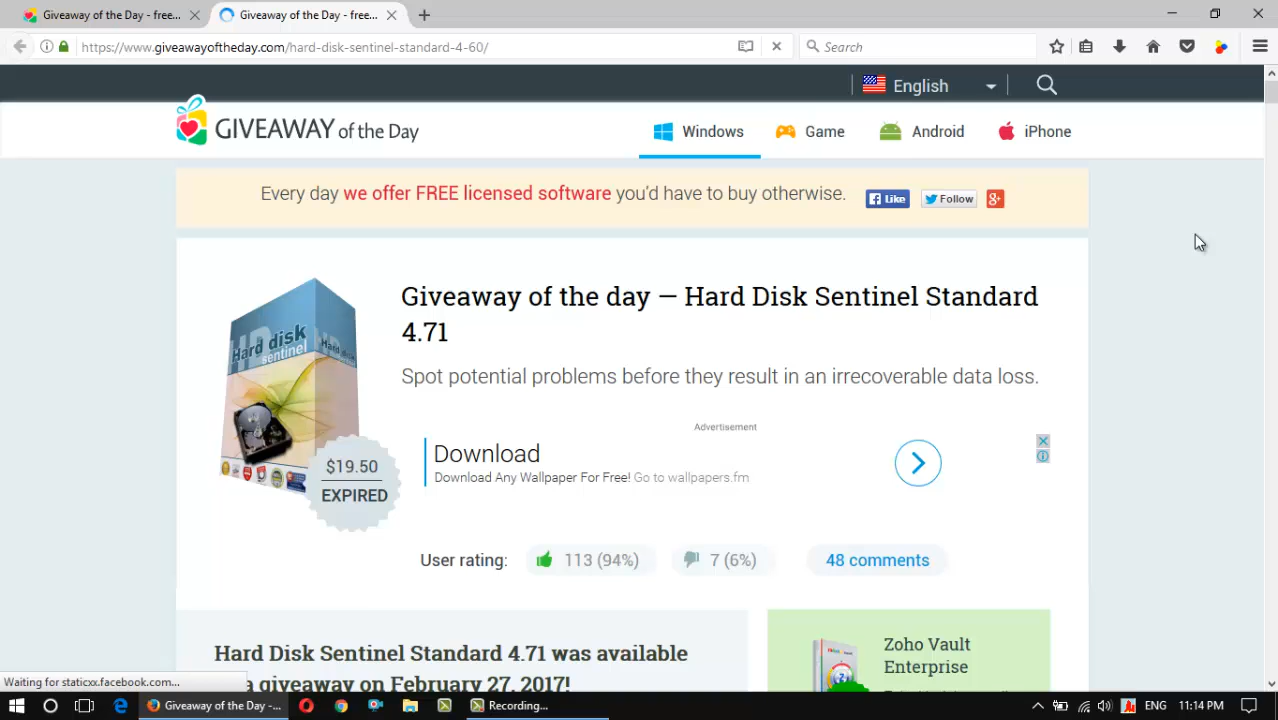 Giveaway of the Day - free...
Giveaway of the Day - free...
https://www.giveawayoftheday.com/hard-disk-sentinel-standard-4-60/
Search
English
GIVEAWAY of the Day
Windows
Game
Android
iPhone
Every day we offer FREE licensed software you'd have to buy otherwise.
Like
Follow
Giveaway of the day — Hard Disk Sentinel Standard
4.71
Hard disk
sentinel
Hard disk
Spot potential problems before they result in an irrecoverable data loss.
Advertisement
Download
Download Any Wallpaper For Free! Go to wallpapers.fm
$19.50
EXPIRED
User rating:
113 (94%)
7 (6%)
48 comments
Hard Disk Sentinel Standard 4.71 was available
a giveaway on February 27, 2017!
Zoho Vault
Enterprise
Waiting for staticxx.facebook.com...
Giveaway of the Day -...
Recording...
ENG
11:14 PM